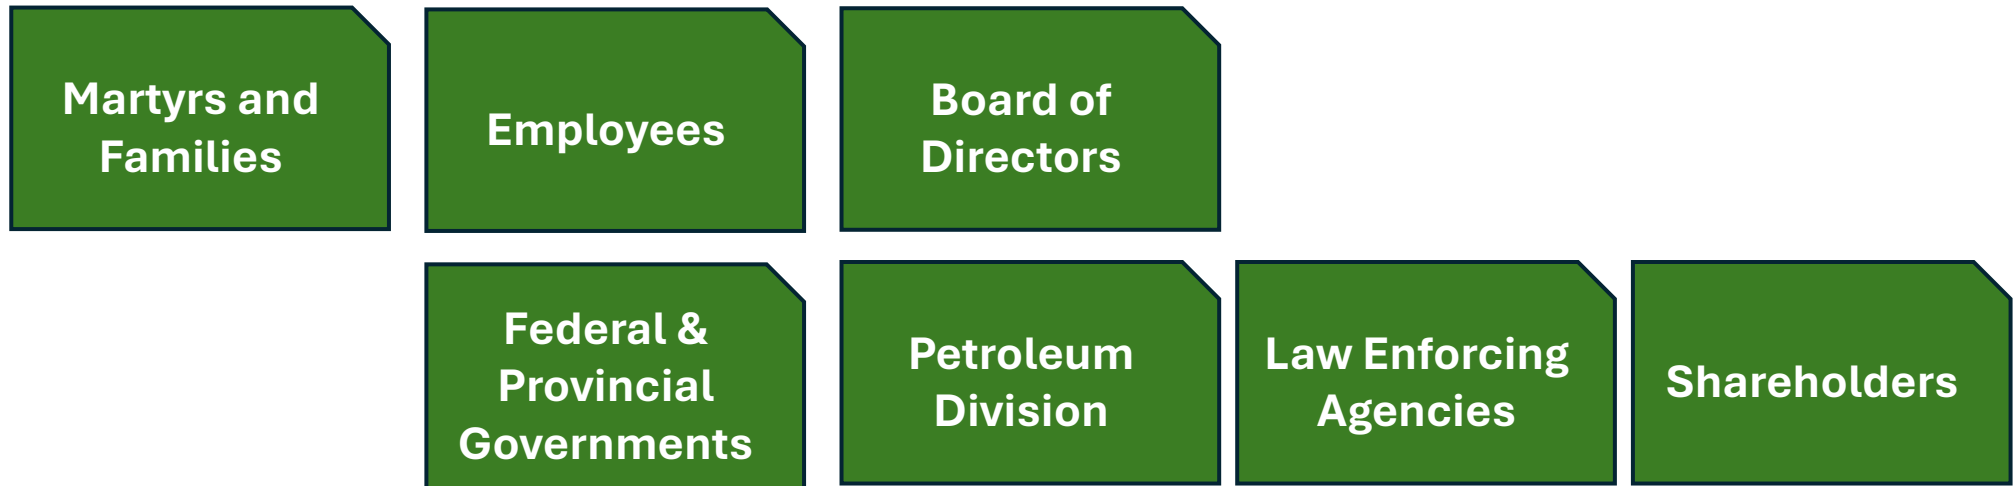 Martyrs and
Families
Employees
Board of
Directors
Federal &
Provincial
Governments
Petroleum
Division
Law Enforcing
Agencies
Shareholders